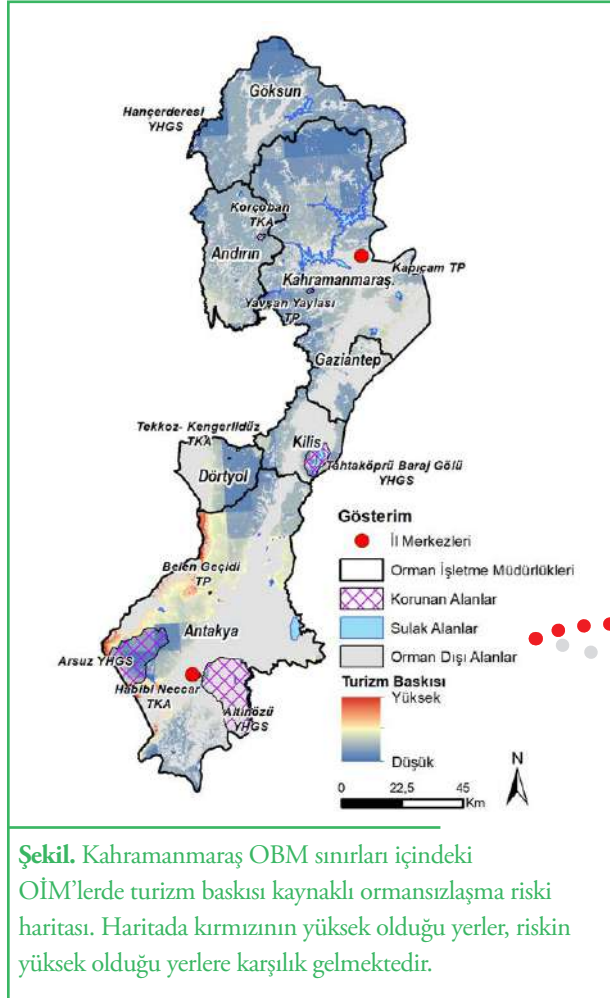 Göksun
Hançerderesi
YHGS
Korçoban
TKA
Andırın
Kapıçam TP
Kahramanmaraş
Yavşan Yaylası
TP
Gaziantep
Tekkoz- Kengerlidüz
TKA
Kilis
Tahtaköprü Baraj Gölü
YHGS
Dörtyol
Belen Geçidi
TP
Antakya
Arsuz YHGS
Habibi Neccar
TKA
Altınözü
YHGS
Gösterim
İl Merkezleri
Orman İşletme Müdürlükleri
Korunan Alanlar
Sulak Alanlar
Orman Dışı Alanlar
Turizm Baskısı
Yüksek
Düşük
N
0 22,5 45
Km
Şekil. Kahramanmaraş OBM sınırları içindeki
OİM’lerde turizm baskısı kaynaklı ormansızlaşma riski
haritası. Haritada kırmızının yüksek olduğu yerler, riskin
yüksek olduğu yerlere karşılık gelmektedir.